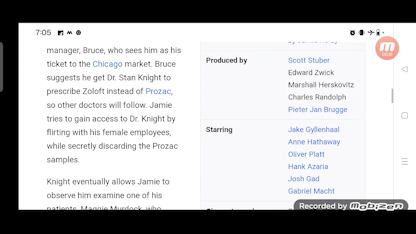 7:05
manager, Bruce, who sees him as his
ticket to the Chicago market. Bruce
suggests he get Dr. Stan Knight to
prescribe Zoloft instead of Prozac,
so other doctors will follow. Jamie
tries to gain access to Dr. Knight by
flirting with his female employees,
while secretly discarding the Prozac
samples.
Knight eventually allows Jamie to
observe him examine one of his
patients, Maggie Murdock, who
Produced by
Scott Stuber
Edward Zwick
Marshall Herskovitz
Charles Randolph
Pieter Jan Brugge
Starring
Jake Gyllenhaal
Anne Hathaway
Oliver Platt
Hank Azaria
Josh Gad
Gabriel Macht
Recorded by mobizen